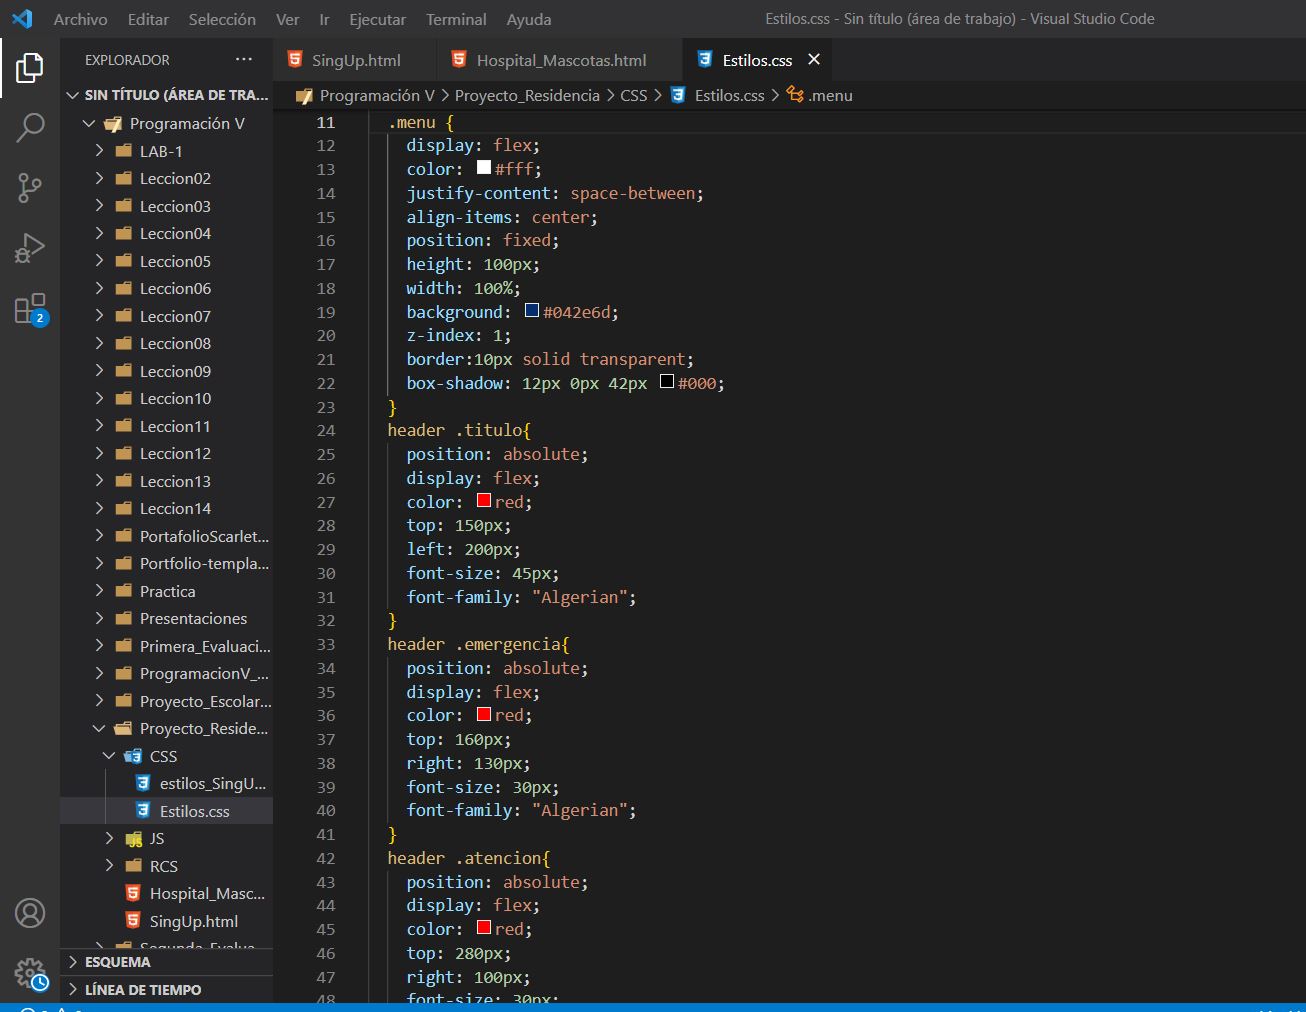 Archivo Editar Selección Ver Ir Ejecutar Terminal Ayuda
Estilos.css - Sin título (área de trabajo) - Visual Studio Code
EXPLORADOR ···
SIN TÍTULO (ÁREA DE TRA...
Programación V
LAB-1
Leccion02
Leccion03
Leccion04
Leccion05
Leccion06
Leccion07
Leccion08
Leccion09
Leccion10
Leccion11
Leccion12
Leccion13
Leccion14
PortafolioScarlet...
Portfolio-templa...
Practica
Presentaciones
Primera_Evaluaci...
ProgramacionV_...
Proyecto_Escolar...
Proyecto_Reside...
CSS
estilos_SingU...
Estilos.css
JS
RCS
Hospital_Masc...
SingUp.html
Segunda_Evalua...
ESQUEMA
LÍNEA DE TIEMPO
2
SingUp.html Hospital_Mascotas.html Estilos.css
Programación V > Proyecto_Residencia > CSS > Estilos.css > .menu
11 .menu {
12 display: flex;
13 color: #fff;
14 justify-content: space-between;
15 align-items: center;
16 position: fixed;
17 height: 100px;
18 width: 100%;
19 background: #042e6d;
20 z-index: 1;
21 border:10px solid transparent;
22 box-shadow: 12px 0px 42px #000;
23 }
24 header .titulo{
25 position: absolute;
26 display: flex;
27 color: red;
28 top: 150px;
29 left: 200px;
30 font-size: 45px;
31 font-family: "Algerian";
32 }
33 header .emergencia{
34 position: absolute;
35 display: flex;
36 color: red;
37 top: 160px;
38 right: 130px;
39 font-size: 30px;
40 font-family: "Algerian";
41 }
42 header .atencion{
43 position: absolute;
44 display: flex;
45 color: red;
46 top: 280px;
47 right: 100px;
48 font-size: 30px;